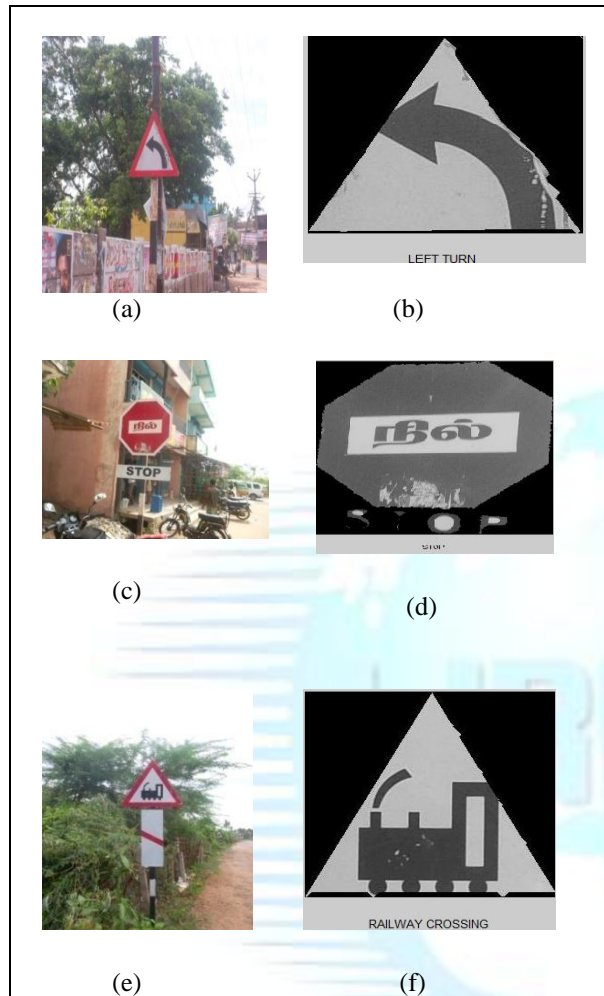 LEFT TURN
(a) (b)
நில்
STOP
நில்
STOP
(c)
(d)
RAILWAY CROSSING
(e) (f)